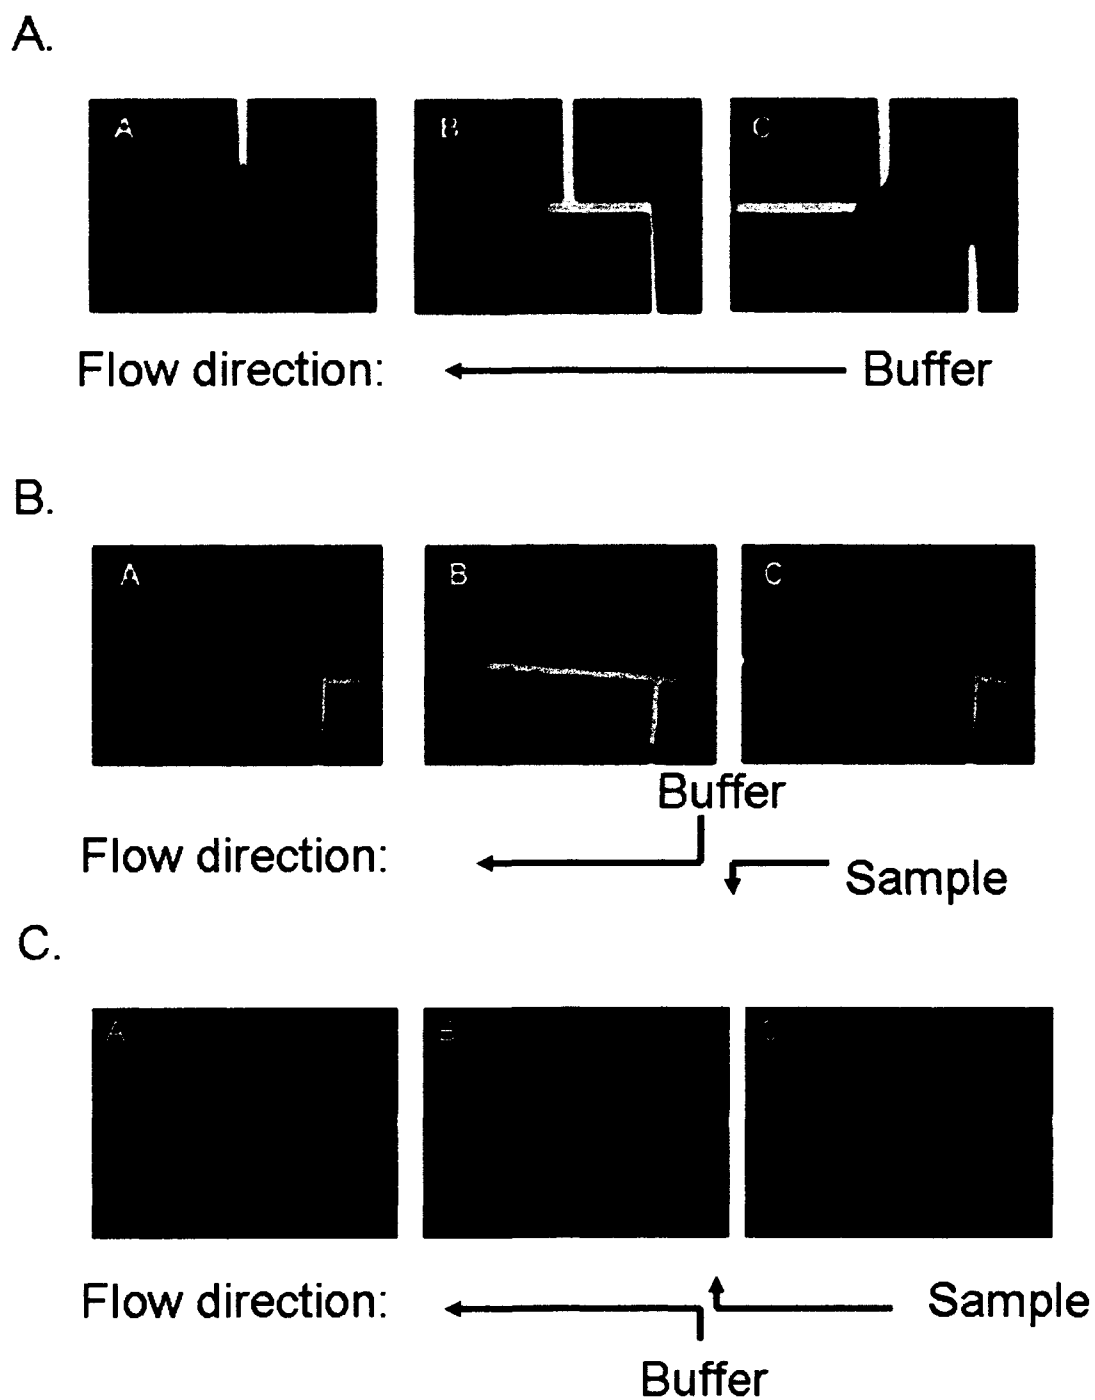 A.
A B C
Flow direction: Buffer
B.
A B C
Buffer
Flow direction: Sample
C.
A B C
Flow direction: Sample
Buffer